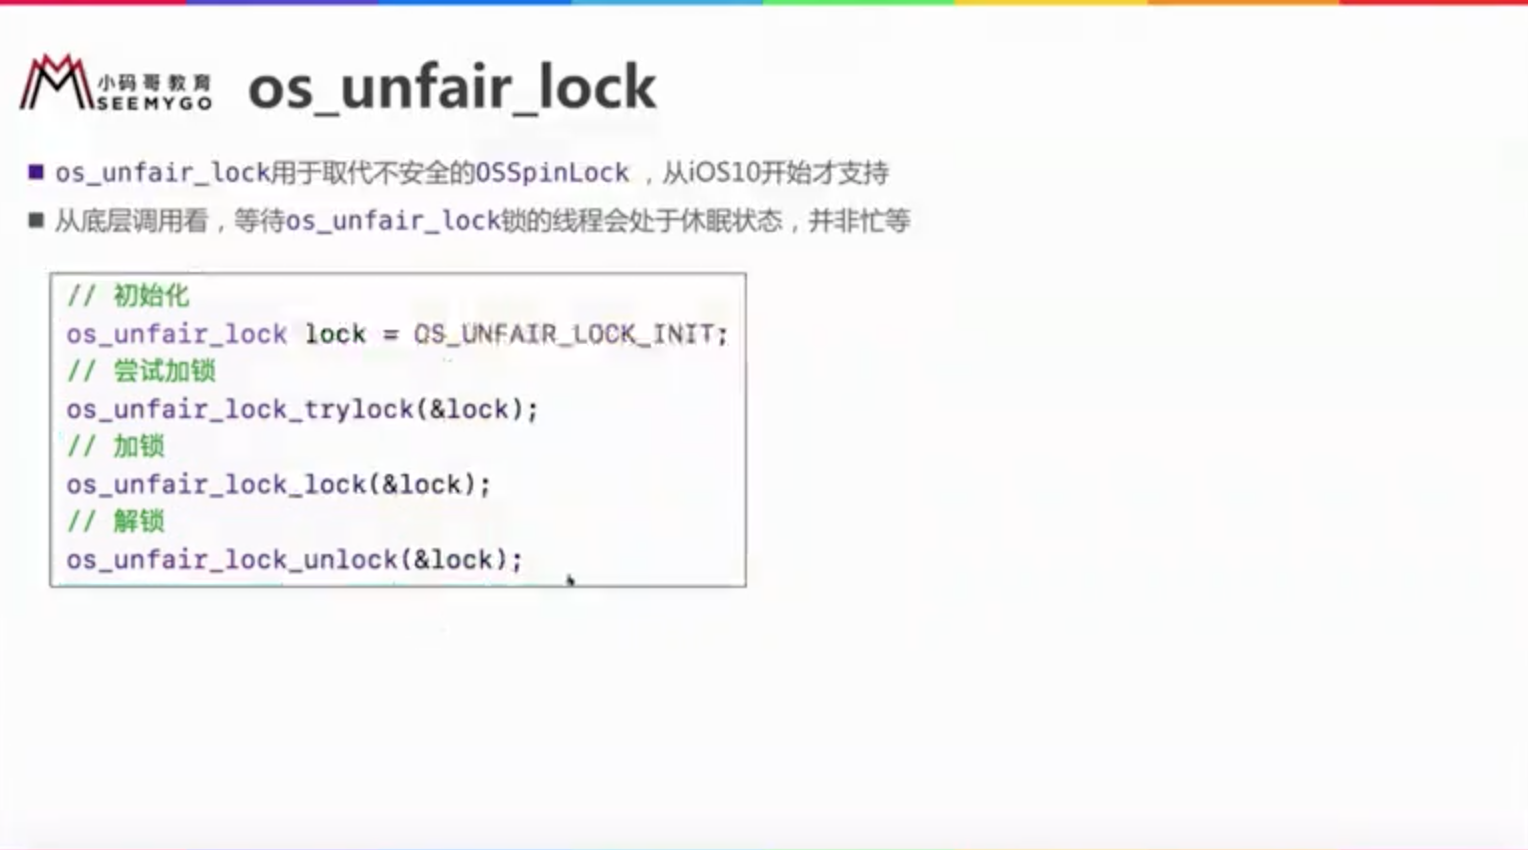 小码哥教育
SEEMYGO
os_unfair_lock
os_unfair_lock用于取代不安全的OSSpinLock ，从iOS10开始才支持
从底层调用看，等待os_unfair_lock锁的线程会处于休眠状态，并非忙等
// 初始化
os_unfair_lock lock = OS_UNFAIR_LOCK_INIT;
// 尝试加锁
os_unfair_lock_trylock(&lock);
// 加锁
os_unfair_lock_lock(&lock);
// 解锁
os_unfair_lock_unlock(&lock);